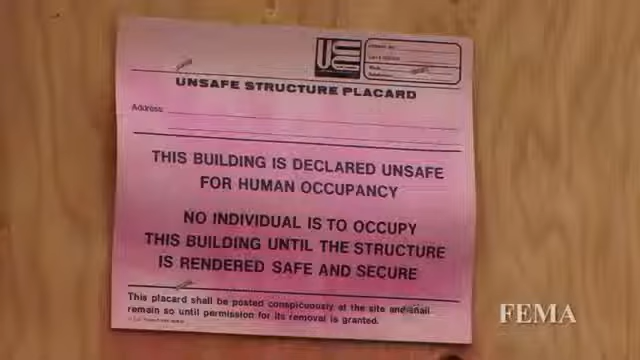 UNSAFE STRUCTURE PLACARD
Address:
THIS BUILDING IS DECLARED UNSAFE
FOR HUMAN OCCUPANCY
NO INDIVIDUAL IS TO OCCUPY
THIS BUILDING UNTIL THE STRUCTURE
IS RENDERED SAFE AND SECURE
This placard shall be posted conspicuously at the site and shall
remain so until permission for its removal is granted.
FEMA